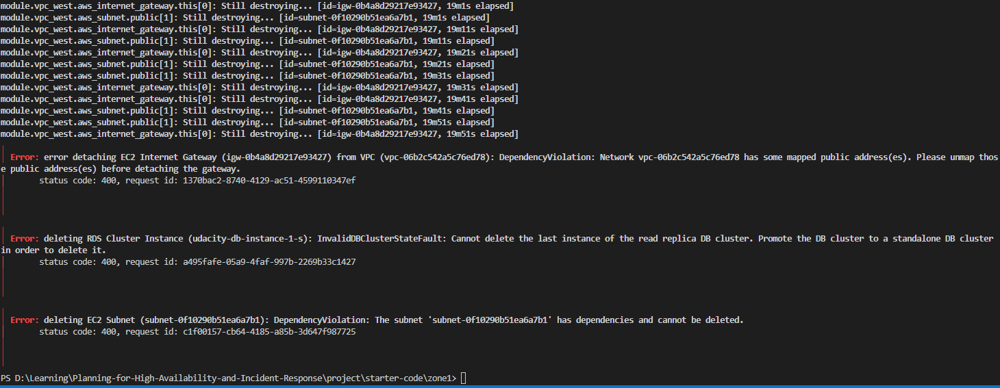 module.vpc_west.aws_internet_gateway.this[0]: Still destroying... [id=igw-0b4a8d29217e93427, 19m1s elapsed]
module.vpc_west.aws_subnet.public[1]: Still destroying... [id=subnet-0f10290b51ea6a7b1, 19m1s elapsed]
module.vpc_west.aws_internet_gateway.this[0]: Still destroying... [id=igw-0b4a8d29217e93427, 19m11s elapsed]
module.vpc_west.aws_subnet.public[1]: Still destroying... [id=subnet-0f10290b51ea6a7b1, 19m11s elapsed]
module.vpc_west.aws_internet_gateway.this[0]: Still destroying... [id=igw-0b4a8d29217e93427, 19m21s elapsed]
module.vpc_west.aws_subnet.public[1]: Still destroying... [id=subnet-0f10290b51ea6a7b1, 19m21s elapsed]
module.vpc_west.aws_subnet.public[1]: Still destroying... [id=subnet-0f10290b51ea6a7b1, 19m31s elapsed]
module.vpc_west.aws_internet_gateway.this[0]: Still destroying... [id=igw-0b4a8d29217e93427, 19m31s elapsed]
module.vpc_west.aws_internet_gateway.this[0]: Still destroying... [id=igw-0b4a8d29217e93427, 19m41s elapsed]
module.vpc_west.aws_subnet.public[1]: Still destroying... [id=subnet-0f10290b51ea6a7b1, 19m41s elapsed]
module.vpc_west.aws_subnet.public[1]: Still destroying... [id=subnet-0f10290b51ea6a7b1, 19m51s elapsed]
module.vpc_west.aws_internet_gateway.this[0]: Still destroying... [id=igw-0b4a8d29217e93427, 19m51s elapsed]
Error: error detaching EC2 Internet Gateway (igw-0b4a8d29217e93427) from VPC (vpc-06b2c542a5c76ed78): DependencyViolation: Network vpc-06b2c542a5c76ed78 has some mapped public address(es). Please unmap thos
e public address(es) before detaching the gateway.
status code: 400, request id: 1370bac2-8740-4129-ac51-4599110347ef
Error: deleting RDS Cluster Instance (udacity-db-instance-1-s): InvalidDBClusterStateFault: Cannot delete the last instance of the read replica DB cluster. Promote the DB cluster to a standalone DB cluster
in order to delete it.
status code: 400, request id: a495fafe-05a9-4faf-997b-2269b33c1427
Error: deleting EC2 Subnet (subnet-0f10290b51ea6a7b1): DependencyViolation: The subnet 'subnet-0f10290b51ea6a7b1' has dependencies and cannot be deleted.
status code: 400, request id: c1f00157-cb64-4185-a85b-3d647f987725
PS D:\Learning\Planning-for-High-Availability-and-Incident-Response\project\starter-code\zone1>